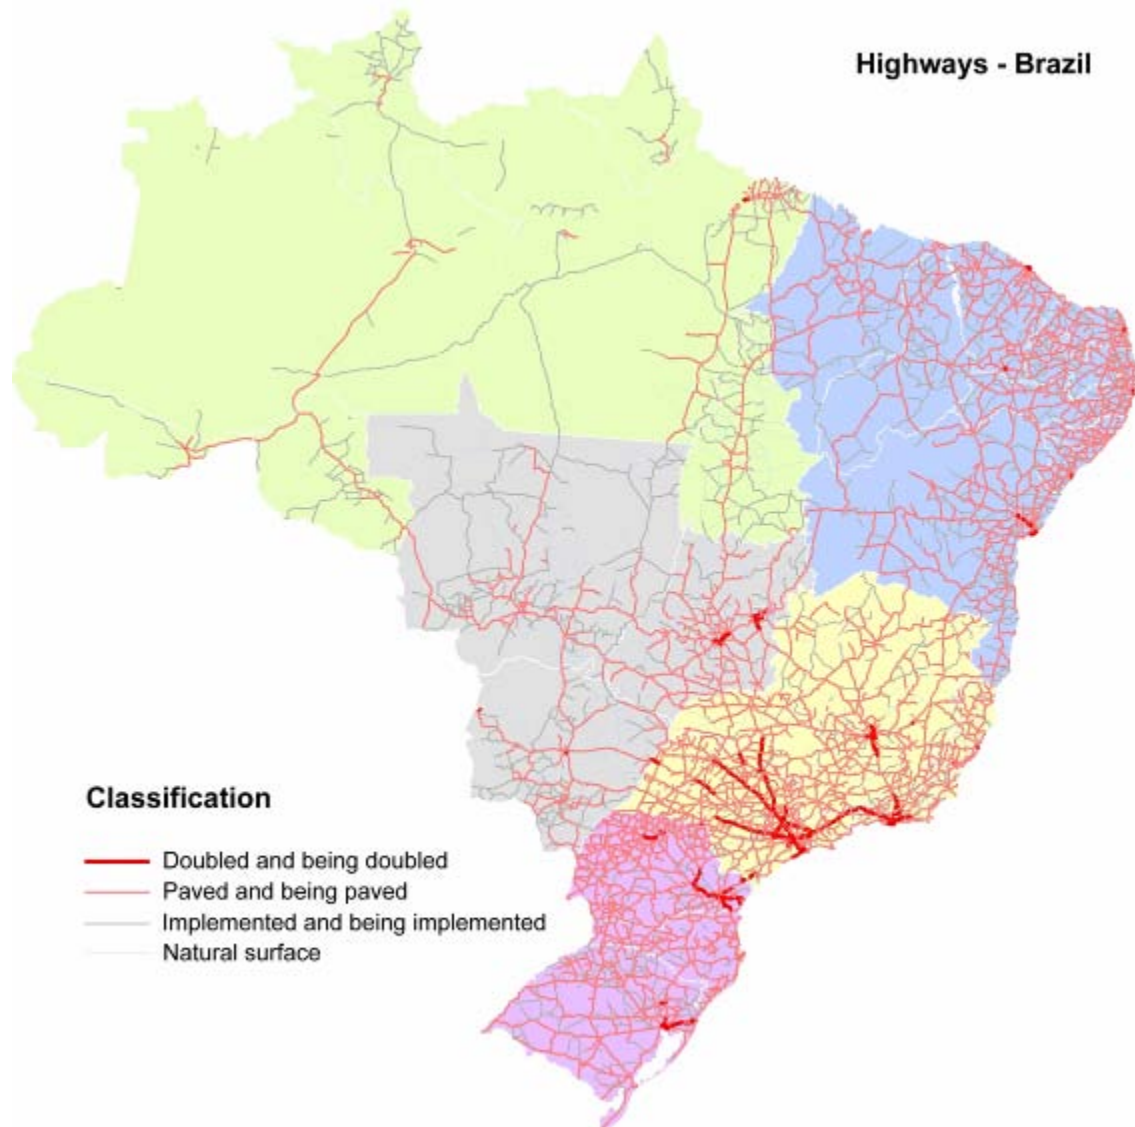 Highways - Brazil
Classification
Doubled and being doubled
Paved and being paved
Implemented and being implemented
Natural surface